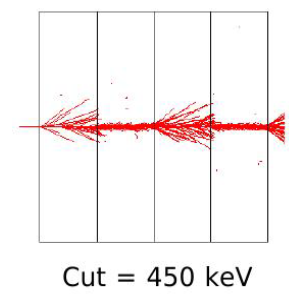 Cut = 450 keV